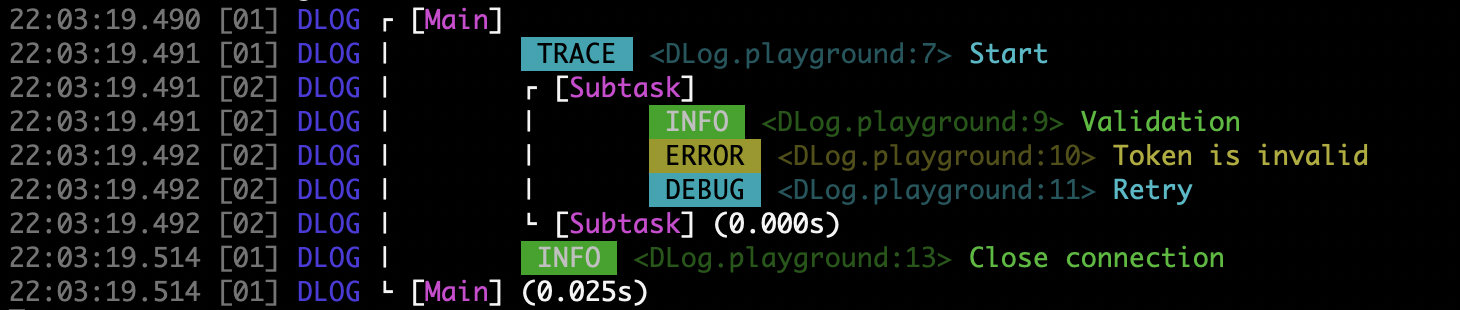 22:03:19.490 [01] DLOG ┌ [Main]
22:03:19.491 [01] DLOG |        TRACE <DLog.playground:7> Start
22:03:19.491 [02] DLOG |       ┌ [Subtask]
22:03:19.491 [02] DLOG |       |       INFO <DLog.playground:9> Validation
22:03:19.492 [02] DLOG |       |       ERROR <DLog.playground:10> Token is invalid
22:03:19.492 [02] DLOG |       |       DEBUG <DLog.playground:11> Retry
22:03:19.492 [02] DLOG |       └ [Subtask] (0.000s)
22:03:19.514 [01] DLOG |        INFO <DLog.playground:13> Close connection
22:03:19.514 [01] DLOG └ [Main] (0.025s)